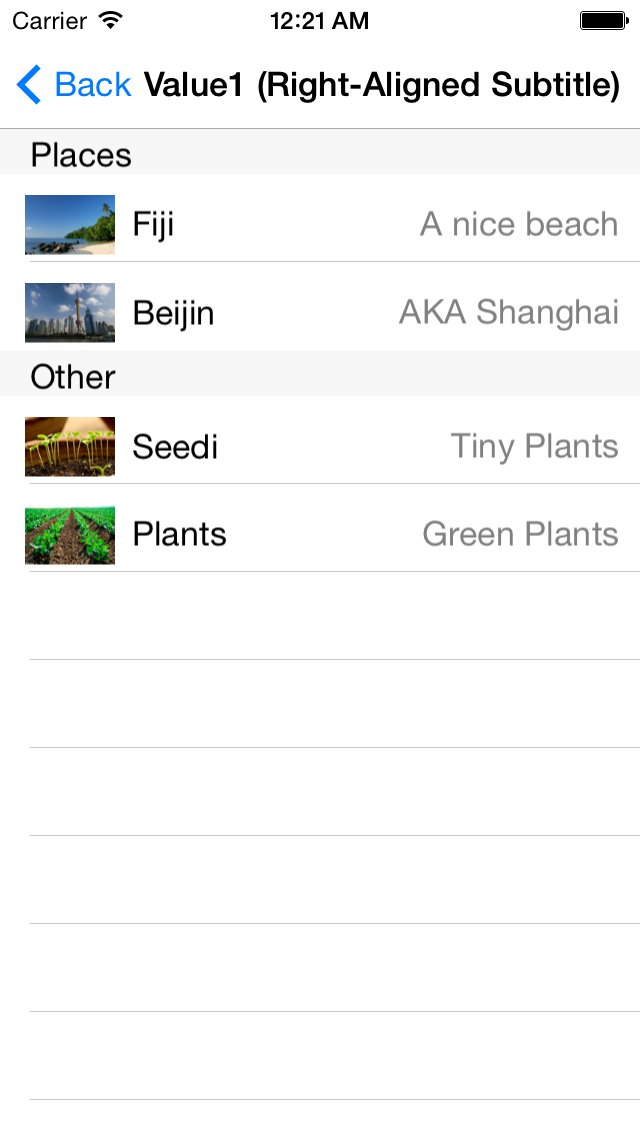 Carrier 12:21 AM
Back Value1 (Right-Aligned Subtitle)
Places
Fiji A nice beach
Beijin AKA Shanghai
Other
Seedi Tiny Plants
Plants Green Plants